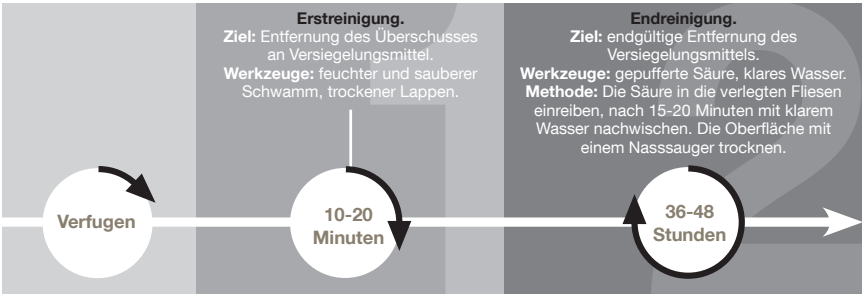 Erstreinigung.
Ziel: Entfernung des Überschusses
an Versiegelungsmittel.
Werkzeuge: feuchter und sauberer
Schwamm, trockener Lappen.
Endreinigung.
Ziel: endgültige Entfernung des
Versiegelungsmittels.
Werkzeuge: gepufferte Säure, klares Wasser.
Methode: Die Säure in die verlegten Fliesen
einreiben, nach 15-20 Minuten mit klarem
Wasser nachwischen. Die Oberfläche mit
einem Nasssauger trocknen.
Verfugen
10-20
Minuten
36-48
Stunden
1
2